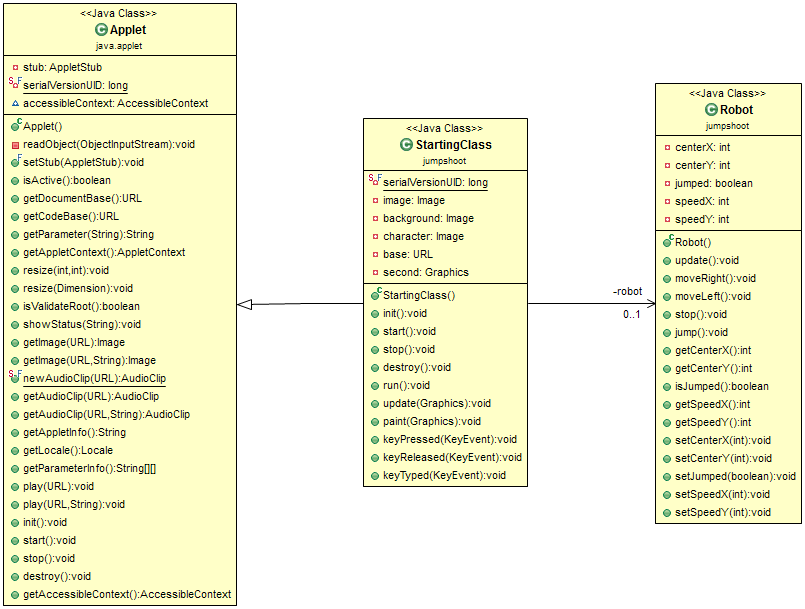 <<Java Class>>
Applet
java.applet
stub: AppletStub
serialVersionUID: long
accessibleContext: AccessibleContext
Applet()
readObject(ObjectInputStream):void
setStub(AppletStub):void
isActive():boolean
getDocumentBase():URL
getCodeBase():URL
getParameter(String):String
getAppletContext():AppletContext
resize(int,int):void
resize(Dimension):void
isValidateRoot():boolean
showStatus(String):void
getImage(URL):Image
getImage(URL,String):Image
newAudioClip(URL):AudioClip
getAudioClip(URL):AudioClip
getAudioClip(URL,String):AudioClip
getAppletInfo():String
getLocale():Locale
getParameterInfo():String[][]
play(URL):void
play(URL,String):void
init():void
start():void
stop():void
destroy():void
getAccessibleContext():AccessibleContext
<<Java Class>>
StartingClass
jumpshoot
serialVersionUID: long
image: Image
background: Image
character: Image
base: URL
second: Graphics
StartingClass()
init():void
start():void
stop():void
destroy():void
run():void
update(Graphics):void
paint(Graphics):void
keyPressed(KeyEvent):void
keyReleased(KeyEvent):void
keyTyped(KeyEvent):void
-robot
0..1
<<Java Class>>
Robot
jumpshoot
centerX: int
centerY: int
jumped: boolean
speedX: int
speedY: int
Robot()
update():void
moveRight():void
moveLeft():void
stop():void
jump():void
getCenterX():int
getCenterY():int
isJumped():boolean
getSpeedX():int
getSpeedY():int
setCenterX(int):void
setCenterY(int):void
setJumped(boolean):void
setSpeedX(int):void
setSpeedY(int):void